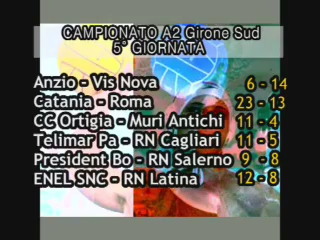 CAMPIONATO A2 Girone Sud
5° GIORNATA
Anzio - Vis Nova 6 - 14
Catania - Roma 23 - 13
CC Ortigia - Muri Antichi 11 - 4
Telimar Pa - RN Cagliari 11 - 5
President Bo - RN Salerno 9 - 8
ENEL SNC - RN Latina 12 - 8